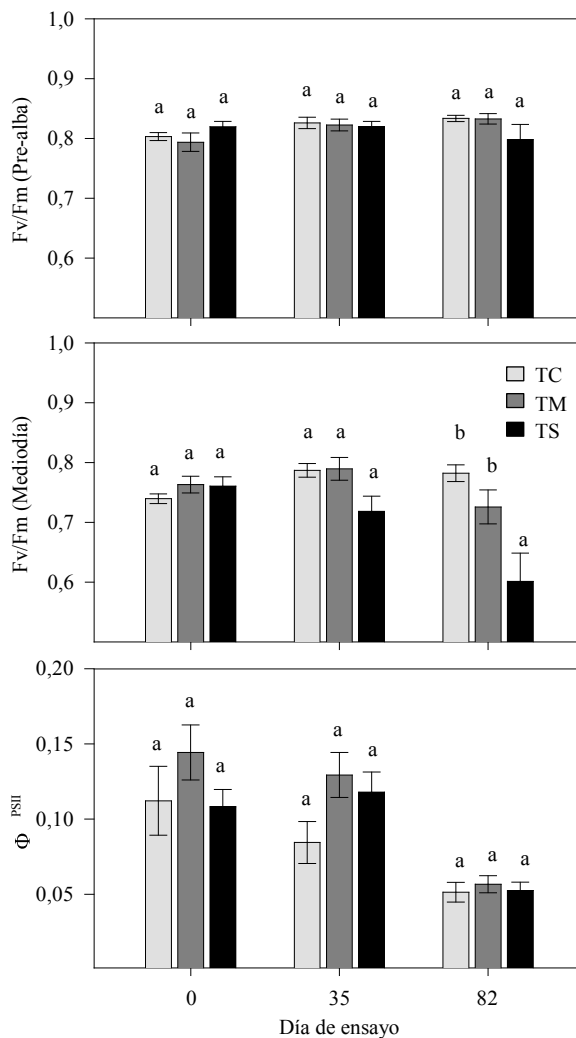 1,0
0,9
0,8
0,7
0,6
Fv/Fm (Pre-alba)
a a a
a a a
a a a
1,0
0,9
0,8
0,7
0,6
Fv/Fm (Mediodía)
TC
TM
TS
a a a
a a a
b b a
0,20
0,15
0,10
0,05
Φ PSII
a a a
a a a
a a a
0 35 82
Día de ensayo